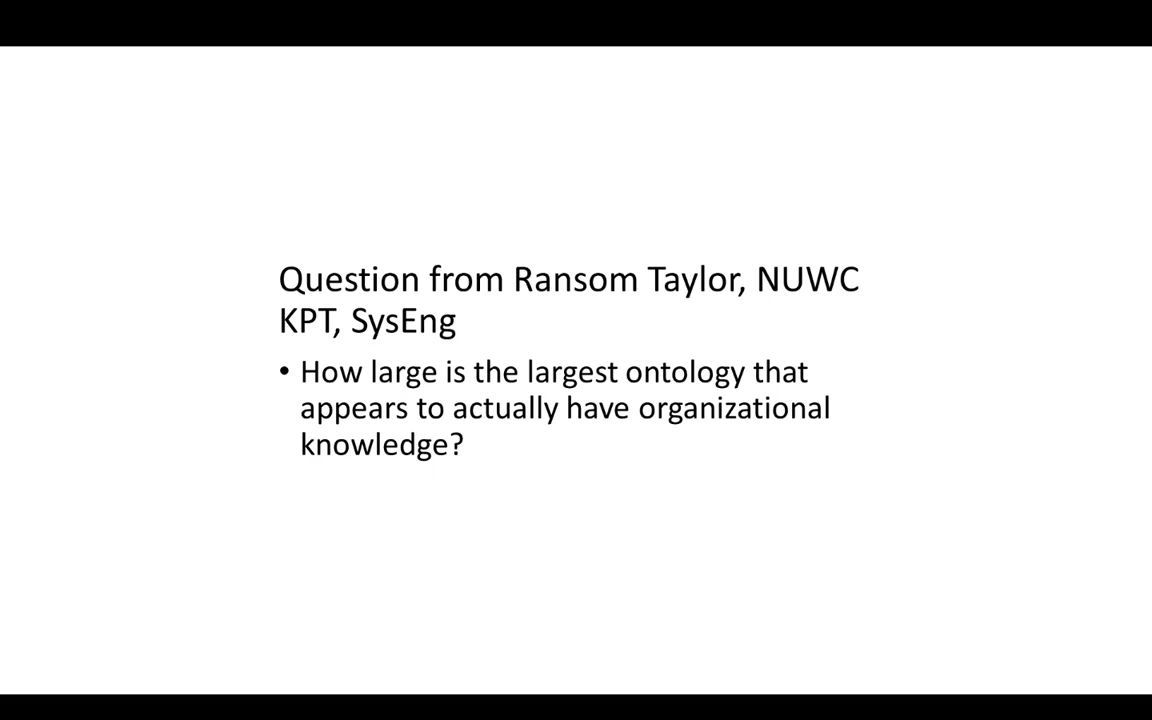 Question from Ransom Taylor, NUWC
KPT, SysEng
• How large is the largest ontology that
appears to actually have organizational
knowledge?